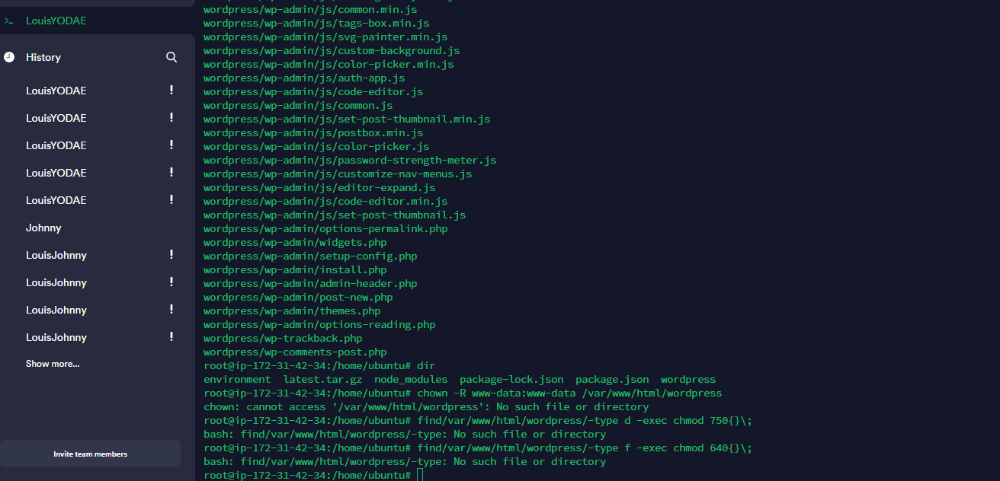 LouisYODAE
History
LouisYODAE !
LouisYODAE !
LouisYODAE !
LouisYODAE !
LouisYODAE !
Johnny
LouisJohnny !
LouisJohnny !
LouisJohnny !
LouisJohnny !
Show more...
Invite team members
wordpress/wp-admin/js/common.min.js
wordpress/wp-admin/js/tags-box.min.js
wordpress/wp-admin/js/svg-painter.min.js
wordpress/wp-admin/js/custom-background.js
wordpress/wp-admin/js/color-picker.min.js
wordpress/wp-admin/js/auth-app.js
wordpress/wp-admin/js/code-editor.js
wordpress/wp-admin/js/common.js
wordpress/wp-admin/js/set-post-thumbnail.min.js
wordpress/wp-admin/js/postbox.min.js
wordpress/wp-admin/js/color-picker.js
wordpress/wp-admin/js/password-strength-meter.js
wordpress/wp-admin/js/customize-nav-menus.js
wordpress/wp-admin/js/editor-expand.js
wordpress/wp-admin/js/code-editor.min.js
wordpress/wp-admin/js/set-post-thumbnail.js
wordpress/wp-admin/options-permalink.php
wordpress/wp-admin/widgets.php
wordpress/wp-admin/setup-config.php
wordpress/wp-admin/install.php
wordpress/wp-admin/admin-header.php
wordpress/wp-admin/post-new.php
wordpress/wp-admin/themes.php
wordpress/wp-admin/options-reading.php
wordpress/wp-trackback.php
wordpress/wp-comments-post.php
root@ip-172-31-42-34:/home/ubuntu# dir
environment  latest.tar.gz  node_modules  package-lock.json  package.json  wordpress
root@ip-172-31-42-34:/home/ubuntu# chown -R www-data:www-data /var/www/html/wordpress
chown: cannot access '/var/www/html/wordpress': No such file or directory
root@ip-172-31-42-34:/home/ubuntu# find/var/www/html/wordpress/-type d -exec chmod 750{}\;
bash: find/var/www/html/wordpress/-type: No such file or directory
root@ip-172-31-42-34:/home/ubuntu# find/var/www/html/wordpress/-type f -exec chmod 640{}\;
bash: find/var/www/html/wordpress/-type: No such file or directory
root@ip-172-31-42-34:/home/ubuntu#